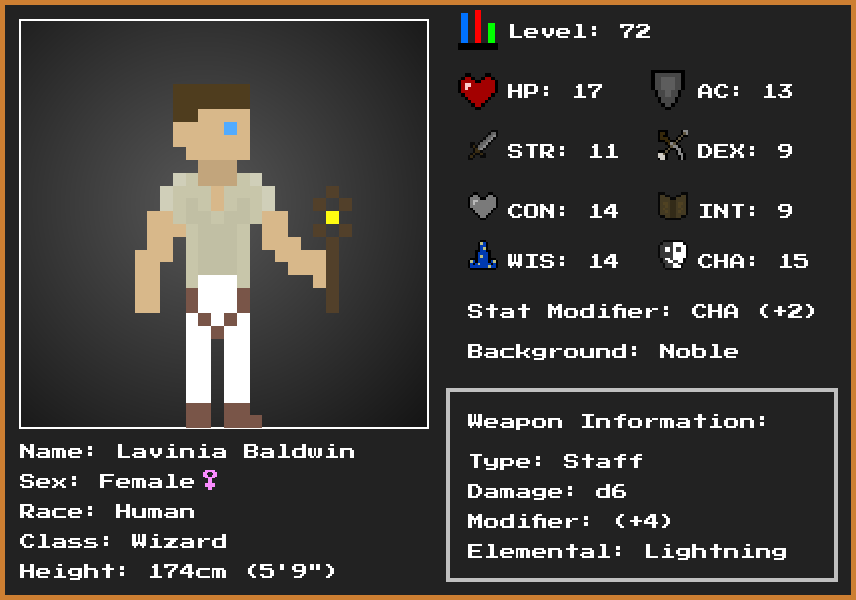 Level: 72
HP: 17 AC: 13
STR: 11 DEX: 9
CON: 14 INT: 9
WIS: 14 CHA: 15
Stat Modifier: CHA (+2)
Background: Noble
Weapon Information:
Type: Staff
Damage: d6
Modifier: (+4)
Elemental: Lightning
Name: Lavinia Baldwin
Sex: Female♀
Race: Human
Class: Wizard
Height: 174cm (5'9")